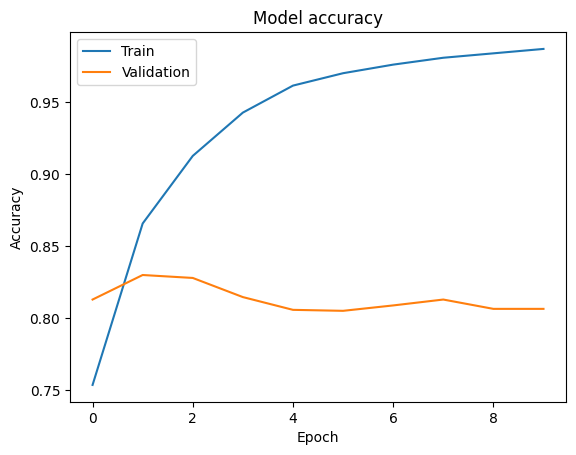 Model accuracy
Train
Validation
Accuracy
0.95
0.90
0.85
0.80
0.75
0 2 4 6 8
Epoch